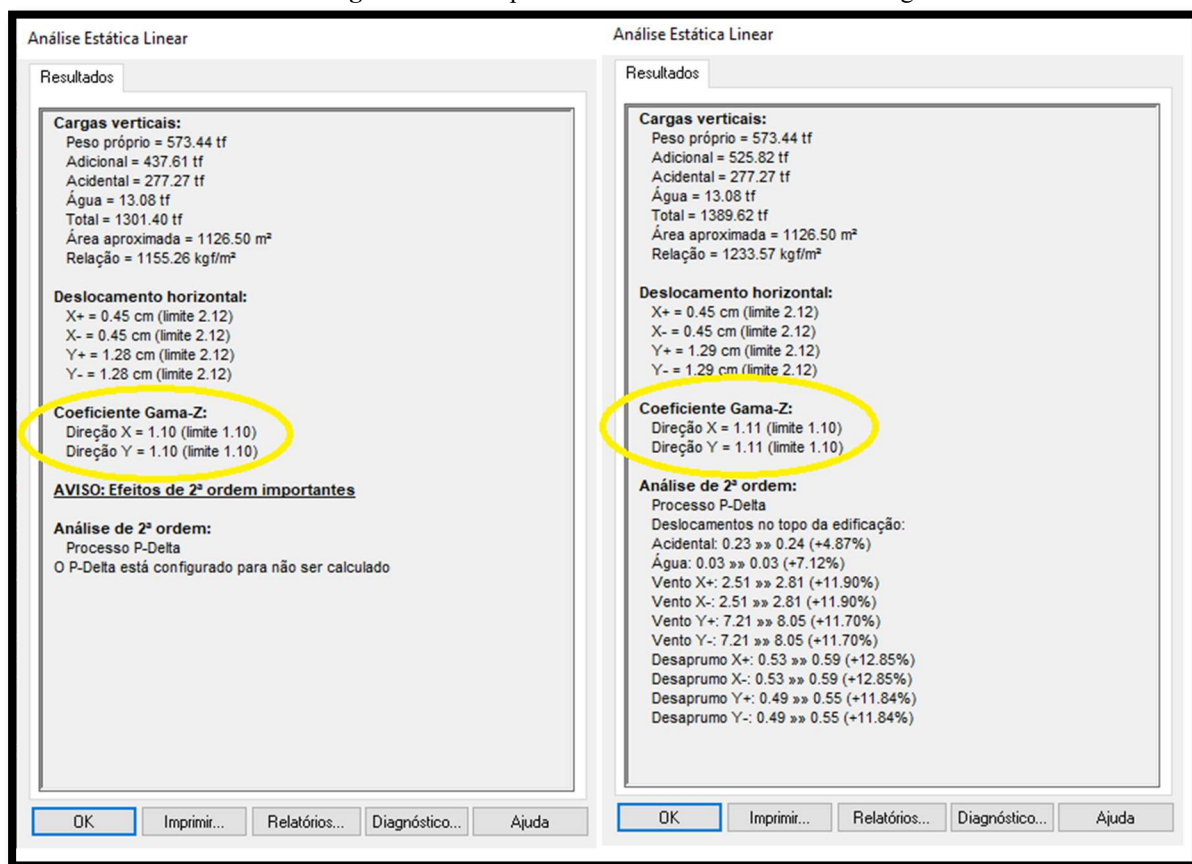 Análise Estática Linear
Resultados
Cargas verticais:
Peso próprio = 573.44 tf
Adicional = 437.61 tf
Acidental = 277.27 tf
Água = 13.08 tf
Total = 1301.40 tf
Área aproximada = 1126.50 m²
Relação = 1155.26 kgf/m²
Deslocamento horizontal:
X+ = 0.45 cm (limite 2.12)
X- = 0.45 cm (limite 2.12)
Y+ = 1.28 cm (limite 2.12)
Y- = 1.28 cm (limite 2.12)
Coeficiente Gama-Z:
Direção X = 1.10 (limite 1.10)
Direção Y = 1.10 (limite 1.10)
AVISO: Efeitos de 2ª ordem importantes
Análise de 2ª ordem:
Processo P-Delta
O P-Delta está configurado para não ser calculado
OK
Imprimir...
Relatórios...
Diagnóstico...
Ajuda
Análise Estática Linear
Resultados
Cargas verticais:
Peso próprio = 573.44 tf
Adicional = 525.82 tf
Acidental = 277.27 tf
Água = 13.08 tf
Total = 1389.62 tf
Área aproximada = 1126.50 m²
Relação = 1233.57 kgf/m²
Deslocamento horizontal:
X+ = 0.45 cm (limite 2.12)
X- = 0.45 cm (limite 2.12)
Y+ = 1.29 cm (limite 2.12)
Y- = 1.29 cm (limite 2.12)
Coeficiente Gama-Z:
Direção X = 1.11 (limite 1.10)
Direção Y = 1.11 (limite 1.10)
Análise de 2ª ordem:
Processo P-Delta
Deslocamentos no topo da edificação:
Acidental: 0.23 »» 0.24 (+4.87%)
Água: 0.03 »» 0.03 (+7.12%)
Vento X+: 2.51 »» 2.81 (+11.90%)
Vento X-: 2.51 »» 2.81 (+11.90%)
Vento Y+: 7.21 »» 8.05 (+11.70%)
Vento Y-: 7.21 »» 8.05 (+11.70%)
Desaprumo X+: 0.53 »» 0.59 (+12.85%)
Desaprumo X-: 0.53 »» 0.59 (+12.85%)
Desaprumo Y+: 0.49 »» 0.55 (+11.84%)
Desaprumo Y-: 0.49 »» 0.55 (+11.84%)
OK
Imprimir...
Relatórios...
Diagnóstico...
Ajuda